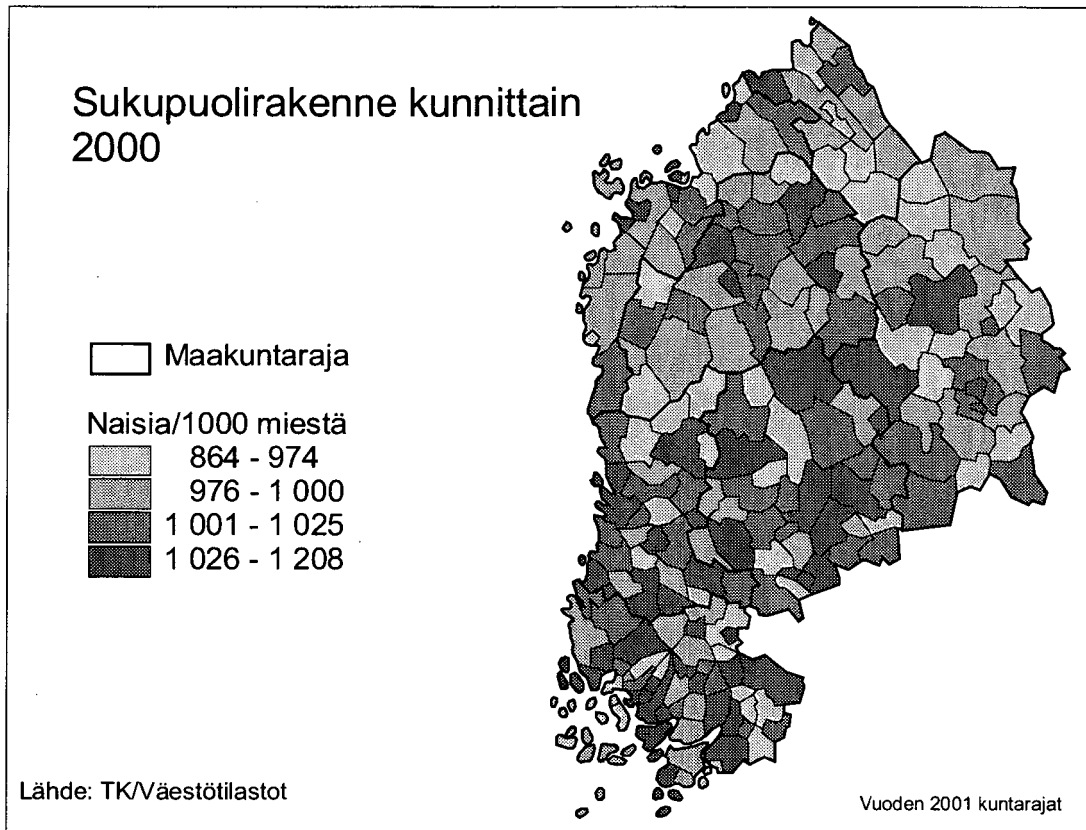 Sukupuolirakenne kunnittain
2000
Maakuntaraja
Naisia/1000 miestä
864 - 974
976 - 1 000
1 001 - 1 025
1 026 - 1 208
Lähde: TK/Väestötilastot
Vuoden 2001 kuntarajat